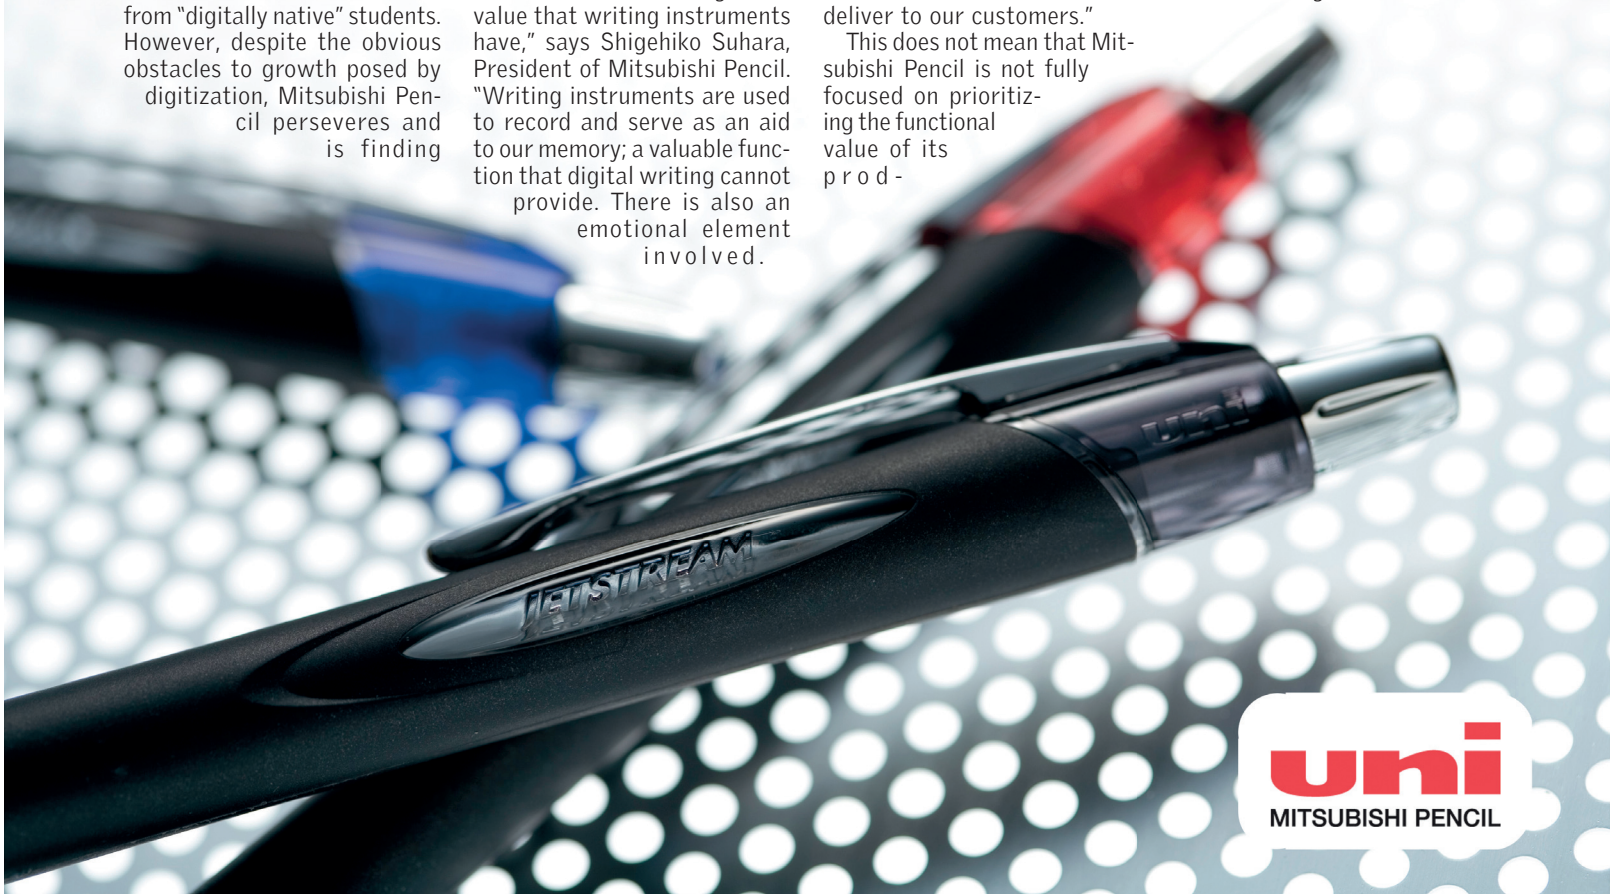 from “digitally native” students.
However, despite the obvious
obstacles to growth posed by
digitization, Mitsubishi Pen-
cil perseveres and
is finding
value that writing instruments
have,” says Shigehiko Suhara,
President of Mitsubishi Pencil.
“Writing instruments are used
to record and serve as an aid
to our memory; a valuable func-
tion that digital writing cannot
provide. There is also an
emotional element
involved.
deliver to our customers.”
This does not mean that Mit-
subishi Pencil is not fully
focused on prioritiz-
ing the functional
value of its
prod-
uni
JETSTREAM
uni
MITSUBISHI PENCIL